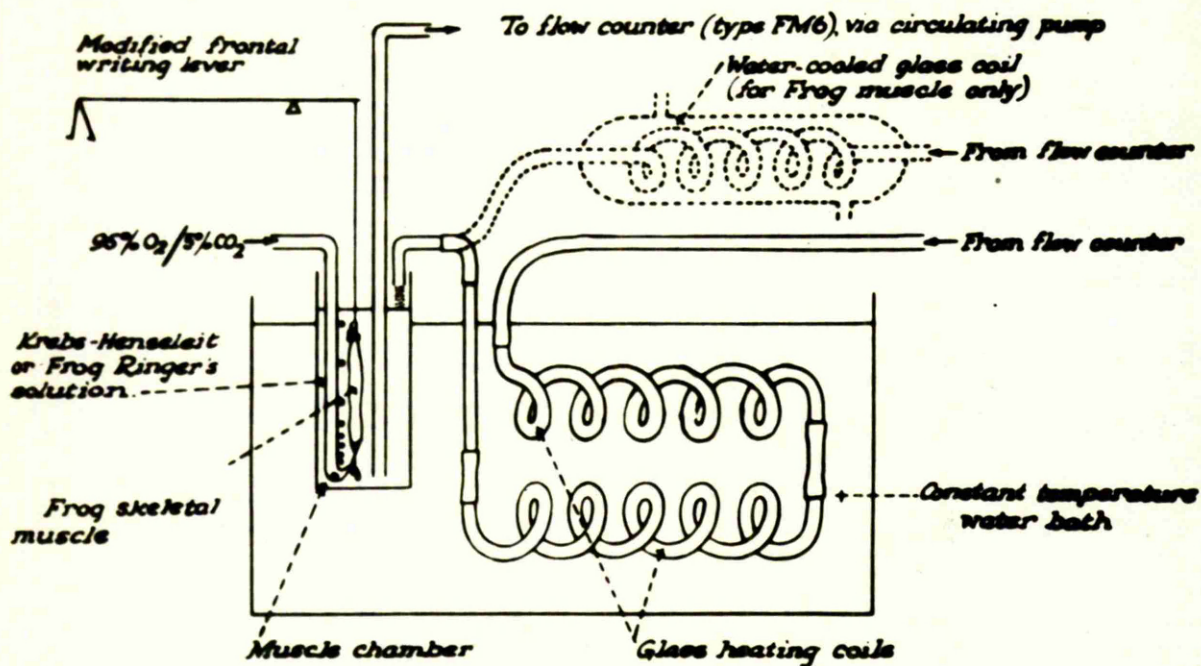 To flow counter (type FM6), via circulating pump
Modified frontal
writing lever
Water-cooled glass coil
(for Frog muscle only)
From flow counter
95% O₂/5% CO₂
From flow counter
Krebs-Henseleit
or Frog Ringer's
solution
Frog skeletal
muscle
Constant temperature
water bath
Muscle chamber
Glass heating coils